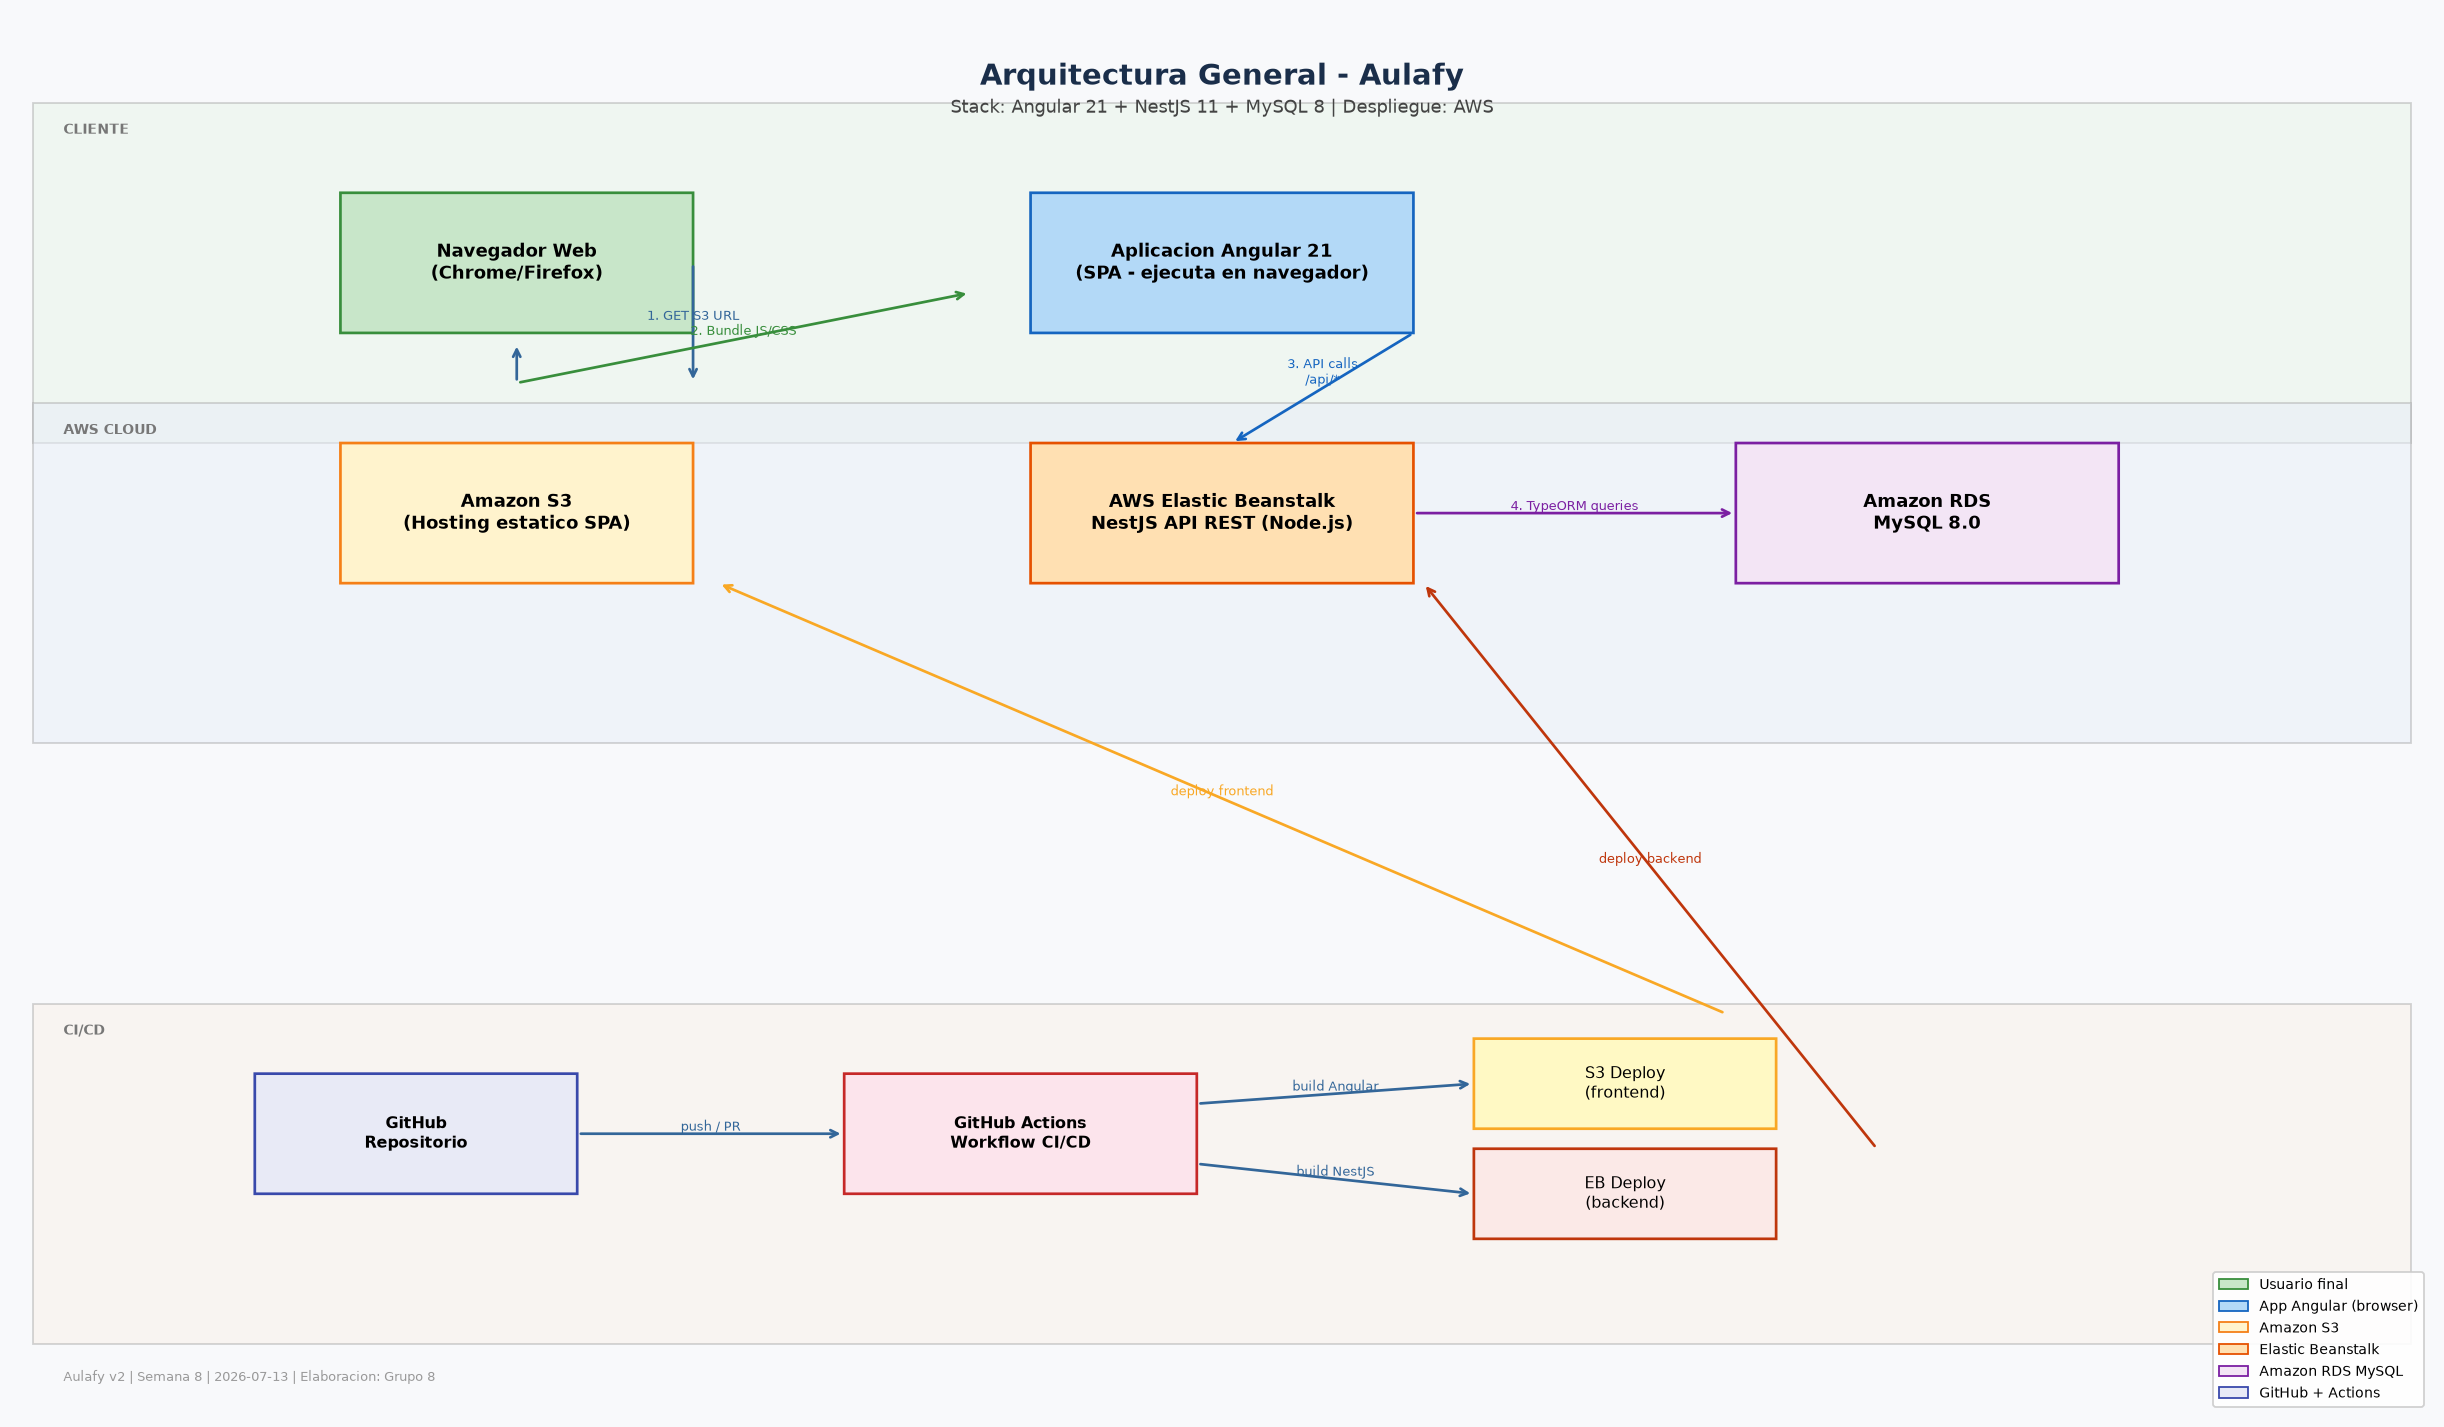 Arquitectura General - Aulafy
Stack: Angular 21 + NestJS 11 + MySQL 8 | Despliegue: AWS
CLIENTE
Navegador Web
(Chrome/Firefox)
Aplicacion Angular 21
(SPA - ejecuta en navegador)
1. GET S3 URL
2. Bundle JS/CSS
3. API calls
/api/*
AWS CLOUD
Amazon S3
(Hosting estatico SPA)
AWS Elastic Beanstalk
NestJS API REST (Node.js)
4. TypeORM queries
Amazon RDS
MySQL 8.0
deploy frontend
deploy backend
CI/CD
GitHub
Repositorio
push / PR
GitHub Actions
Workflow CI/CD
build Angular
build NestJS
S3 Deploy
(frontend)
EB Deploy
(backend)
Usuario final
App Angular (browser)
Amazon S3
Elastic Beanstalk
Amazon RDS MySQL
GitHub + Actions
Aulafy v2 | Semana 8 | 2026-07-13 | Elaboracion: Grupo 8